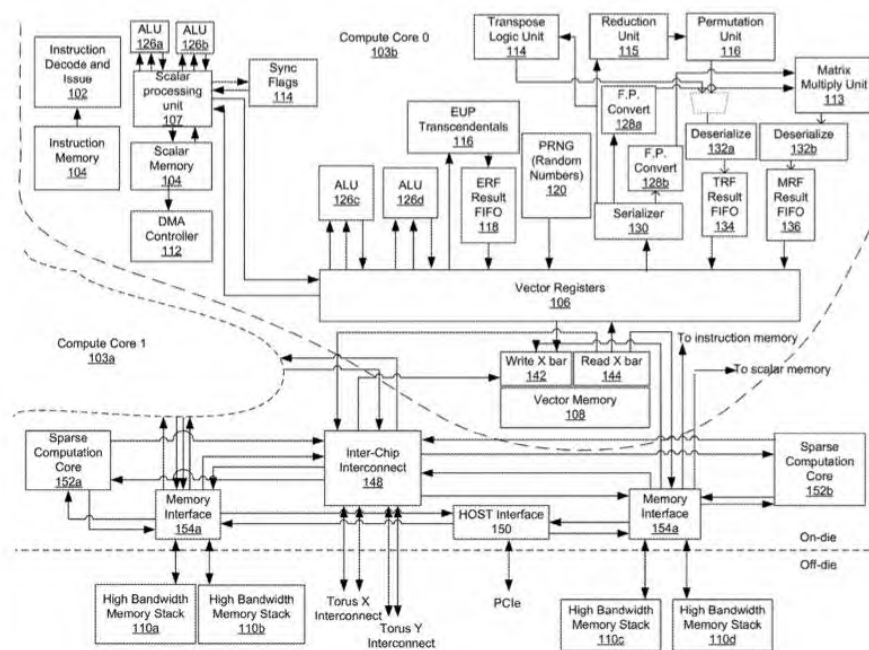 Instruction
Decode and
Issue
102
Instruction
Memory
104
ALU
126a
ALU
126b
Scalar
processing
unit
107
Scalar
Memory
104
DMA
Controller
112
Sync
Flags
114
Compute Core 0
103b
Transpose
Logic Unit
114
Reduction
Unit
115
Permutation
Unit
116
Matrix
Multiply Unit
113
F.P.
Convert
128a
F.P.
Convert
128b
Deserialize
132a
Deserialize
132b
EUP
Transcendentals
116
PRNG
(Random
Numbers)
120
ALU
126c
ALU
126d
ERF
Result
FIFO
118
Serializer
130
TRF
Result
FIFO
134
MRF
Result
FIFO
136
Vector Registers
106
Compute Core 1
103a
Write X bar
142
Read X bar
144
Vector Memory
108
To instruction memory
To scalar memory
Sparse
Computation
Core
152a
Inter-Chip
Interconnect
148
Sparse
Computation
Core
152b
Memory
Interface
154a
HOST Interface
150
Memory
Interface
154a
On-die
Off-die
High Bandwidth
Memory Stack
110a
High Bandwidth
Memory Stack
110b
Torus X
Interconnect
Torus Y
Interconnect
PCIe
High Bandwidth
Memory Stack
110c
High Bandwidth
Memory Stack
110d